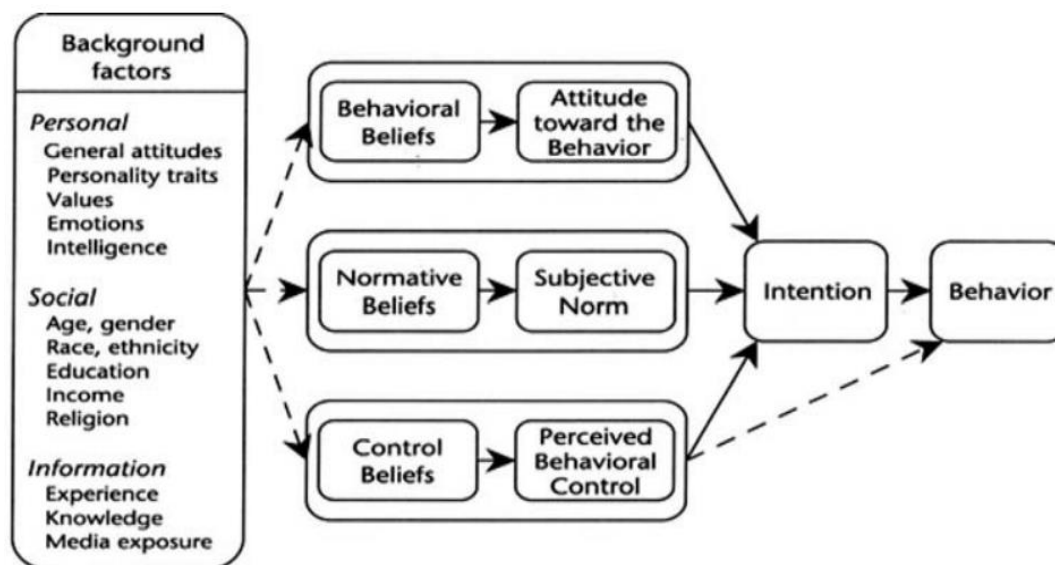 Background
factors
Personal
General attitudes
Personality traits
Values
Emotions
Intelligence
Social
Age, gender
Race, ethnicity
Education
Income
Religion
Information
Experience
Knowledge
Media exposure
Behavioral
Beliefs
Attitude
toward the
Behavior
Normative
Beliefs
Subjective
Norm
Control
Beliefs
Perceived
Behavioral
Control
Intention
Behavior